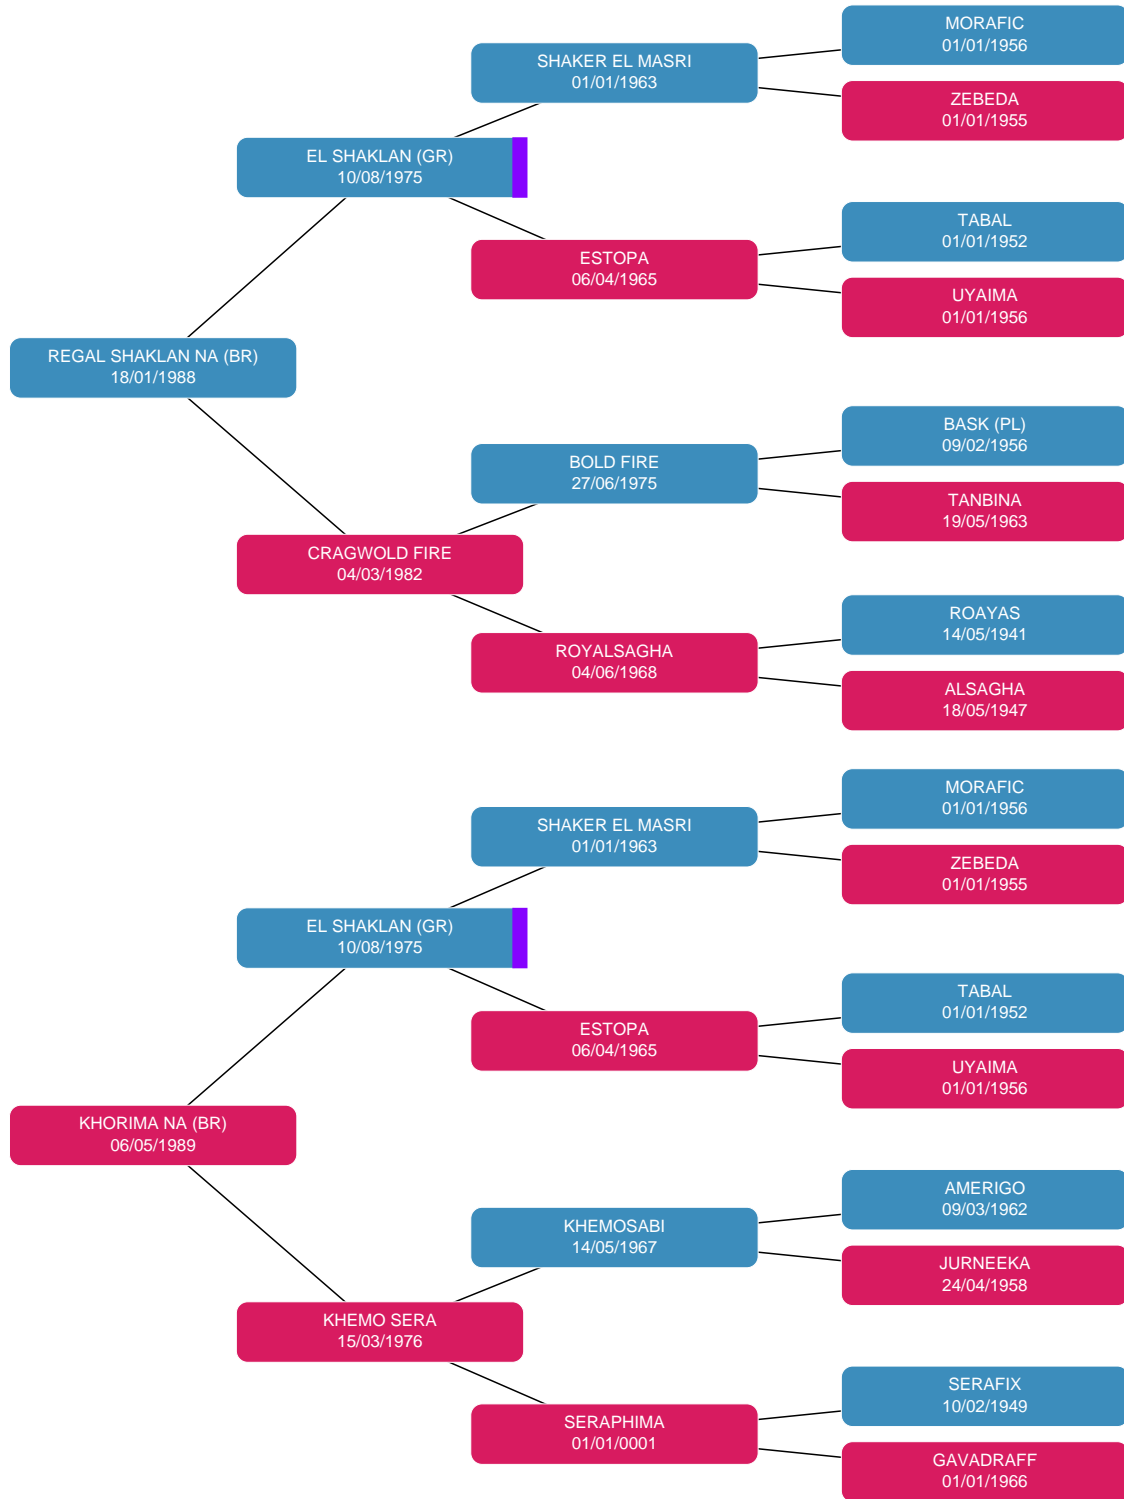 MORAFIC
01/01/1956
SHAKER EL MASRI
01/01/1963
ZEBEDA
01/01/1955
EL SHAKLAN (GR)
10/08/1975
TABAL
01/01/1952
ESTOPA
06/04/1965
UYAIMA
01/01/1956
REGAL SHAKLAN NA (BR)
18/01/1988
BASK (PL)
09/02/1956
BOLD FIRE
27/06/1975
TANBINA
19/05/1963
CRAGWOLD FIRE
04/03/1982
ROAYAS
14/05/1941
ROYALSAGHA
04/06/1968
ALSAGHA
18/05/1947
MORAFIC
01/01/1956
SHAKER EL MASRI
01/01/1963
ZEBEDA
01/01/1955
EL SHAKLAN (GR)
10/08/1975
TABAL
01/01/1952
ESTOPA
06/04/1965
UYAIMA
01/01/1956
KHORIMA NA (BR)
06/05/1989
AMERIGO
09/03/1962
KHEMOSABI
14/05/1967
JURNEEKA
24/04/1958
KHEMO SERA
15/03/1976
SERAFIX
10/02/1949
SERAPHIMA
01/01/0001
GAVADRAFF
01/01/1966